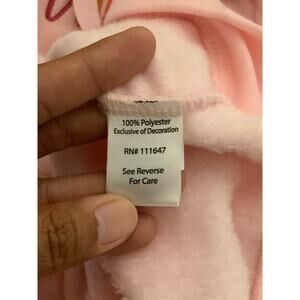 100% Polyester
Exclusive of Decoration
RN# 111647
See Reverse
For Care